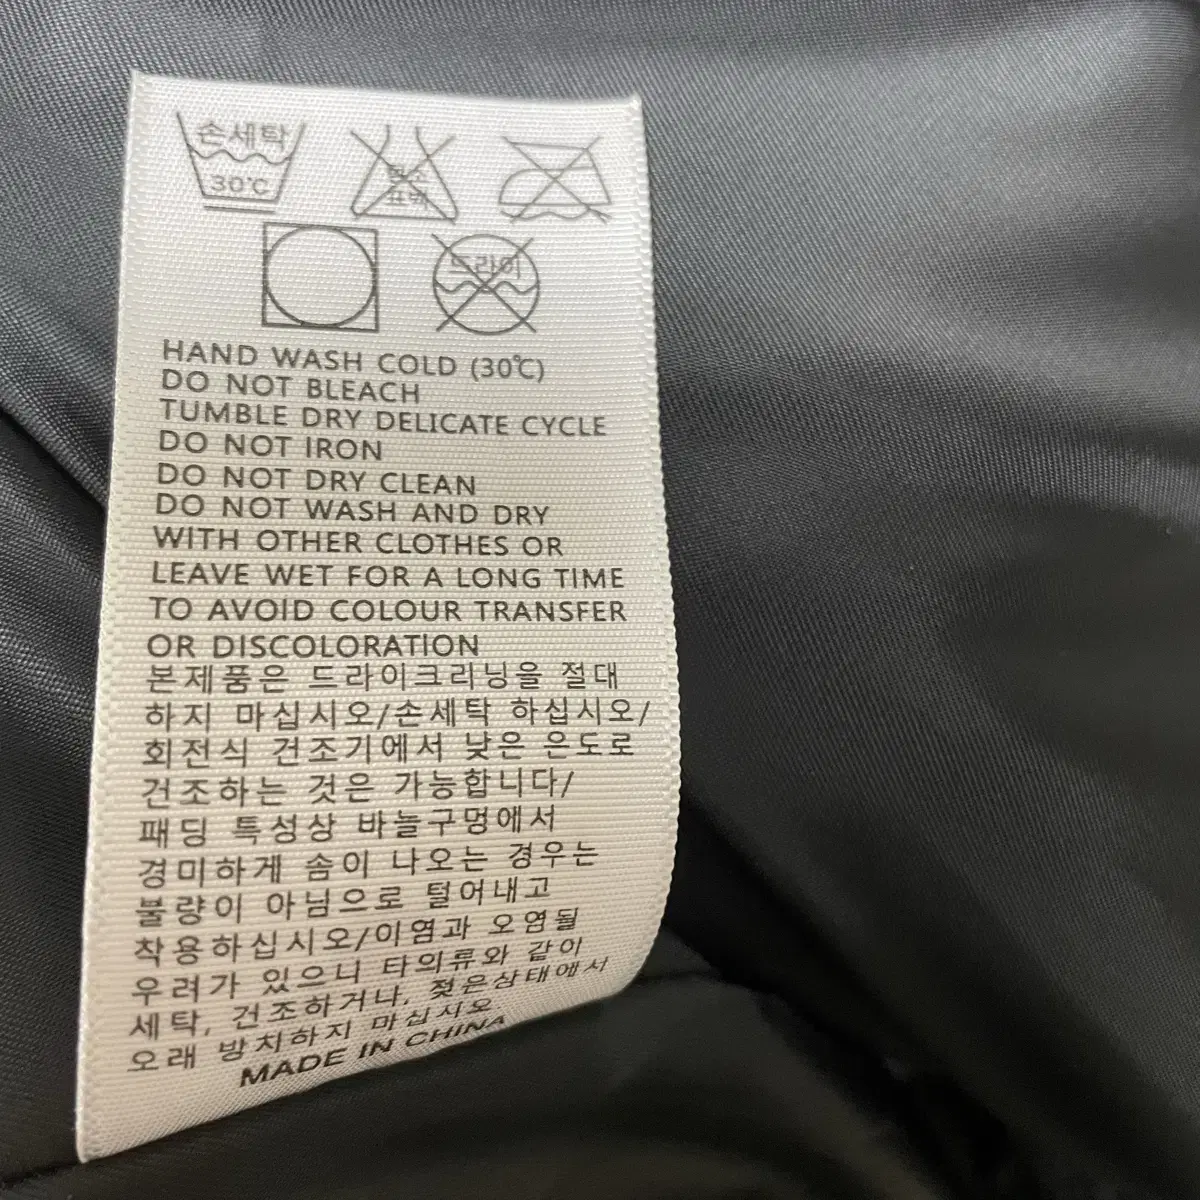 손세탁
30℃
염소
표백
드라이
HAND WASH COLD (30℃)
DO NOT BLEACH
TUMBLE DRY DELICATE CYCLE
DO NOT IRON
DO NOT DRY CLEAN
DO NOT WASH AND DRY
WITH OTHER CLOTHES OR
LEAVE WET FOR A LONG TIME
TO AVOID COLOUR TRANSFER
OR DISCOLORATION
본제품은 드라이크리닝을 절대
하지 마십시오/손세탁 하십시오/
회전식 건조기에서 낮은 은도로
건조하는 것은 가능합니다/
패딩 특성상 바늘구멍에서
경미하게 솜이 나오는 경우는
불량이 아님으로 털어내고
착용하십시오/이염과 오염될
우려가 있으니 타의류와 같이
세탁, 건조하거나, 젖은상태에서
오래 방치하지 마십시오
MADE IN CHINA